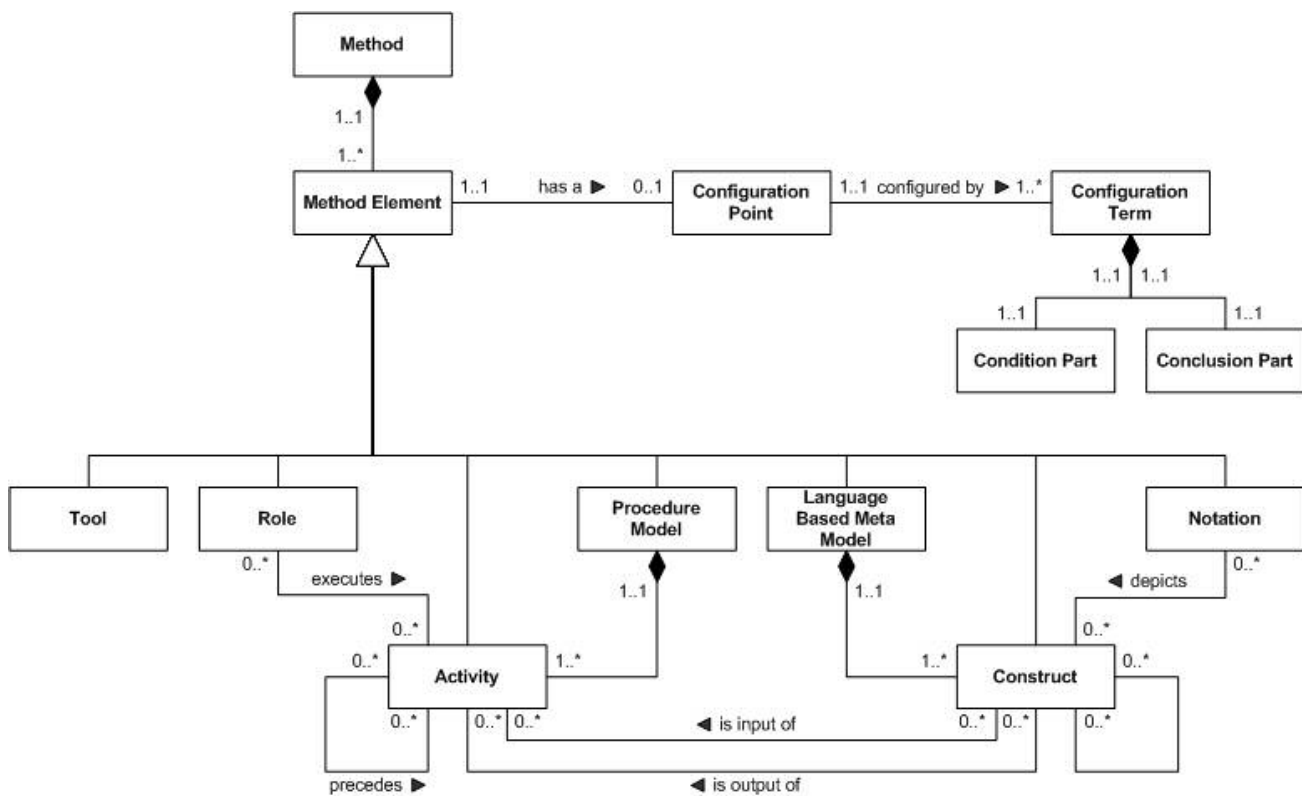 Method
1..1
1..*
Method Element
1..1 has a ► 0..1
Configuration
Point
1..1 configured by ► 1..*
Configuration
Term
1..1 1..1
1..1 1..1
Condition Part
Conclusion Part
Tool
Role
Procedure
Model
Language
Based Meta
Model
Notation
0..*
executes ►
0..*
1..1
1..1
0..*
◄ depicts
0..*
0..*
Activity
1..*
1..*
Construct
0..*
0..* 0..* 0..*
◄ is input of
0..* 0..* 0..*
precedes ►
◄ is output of